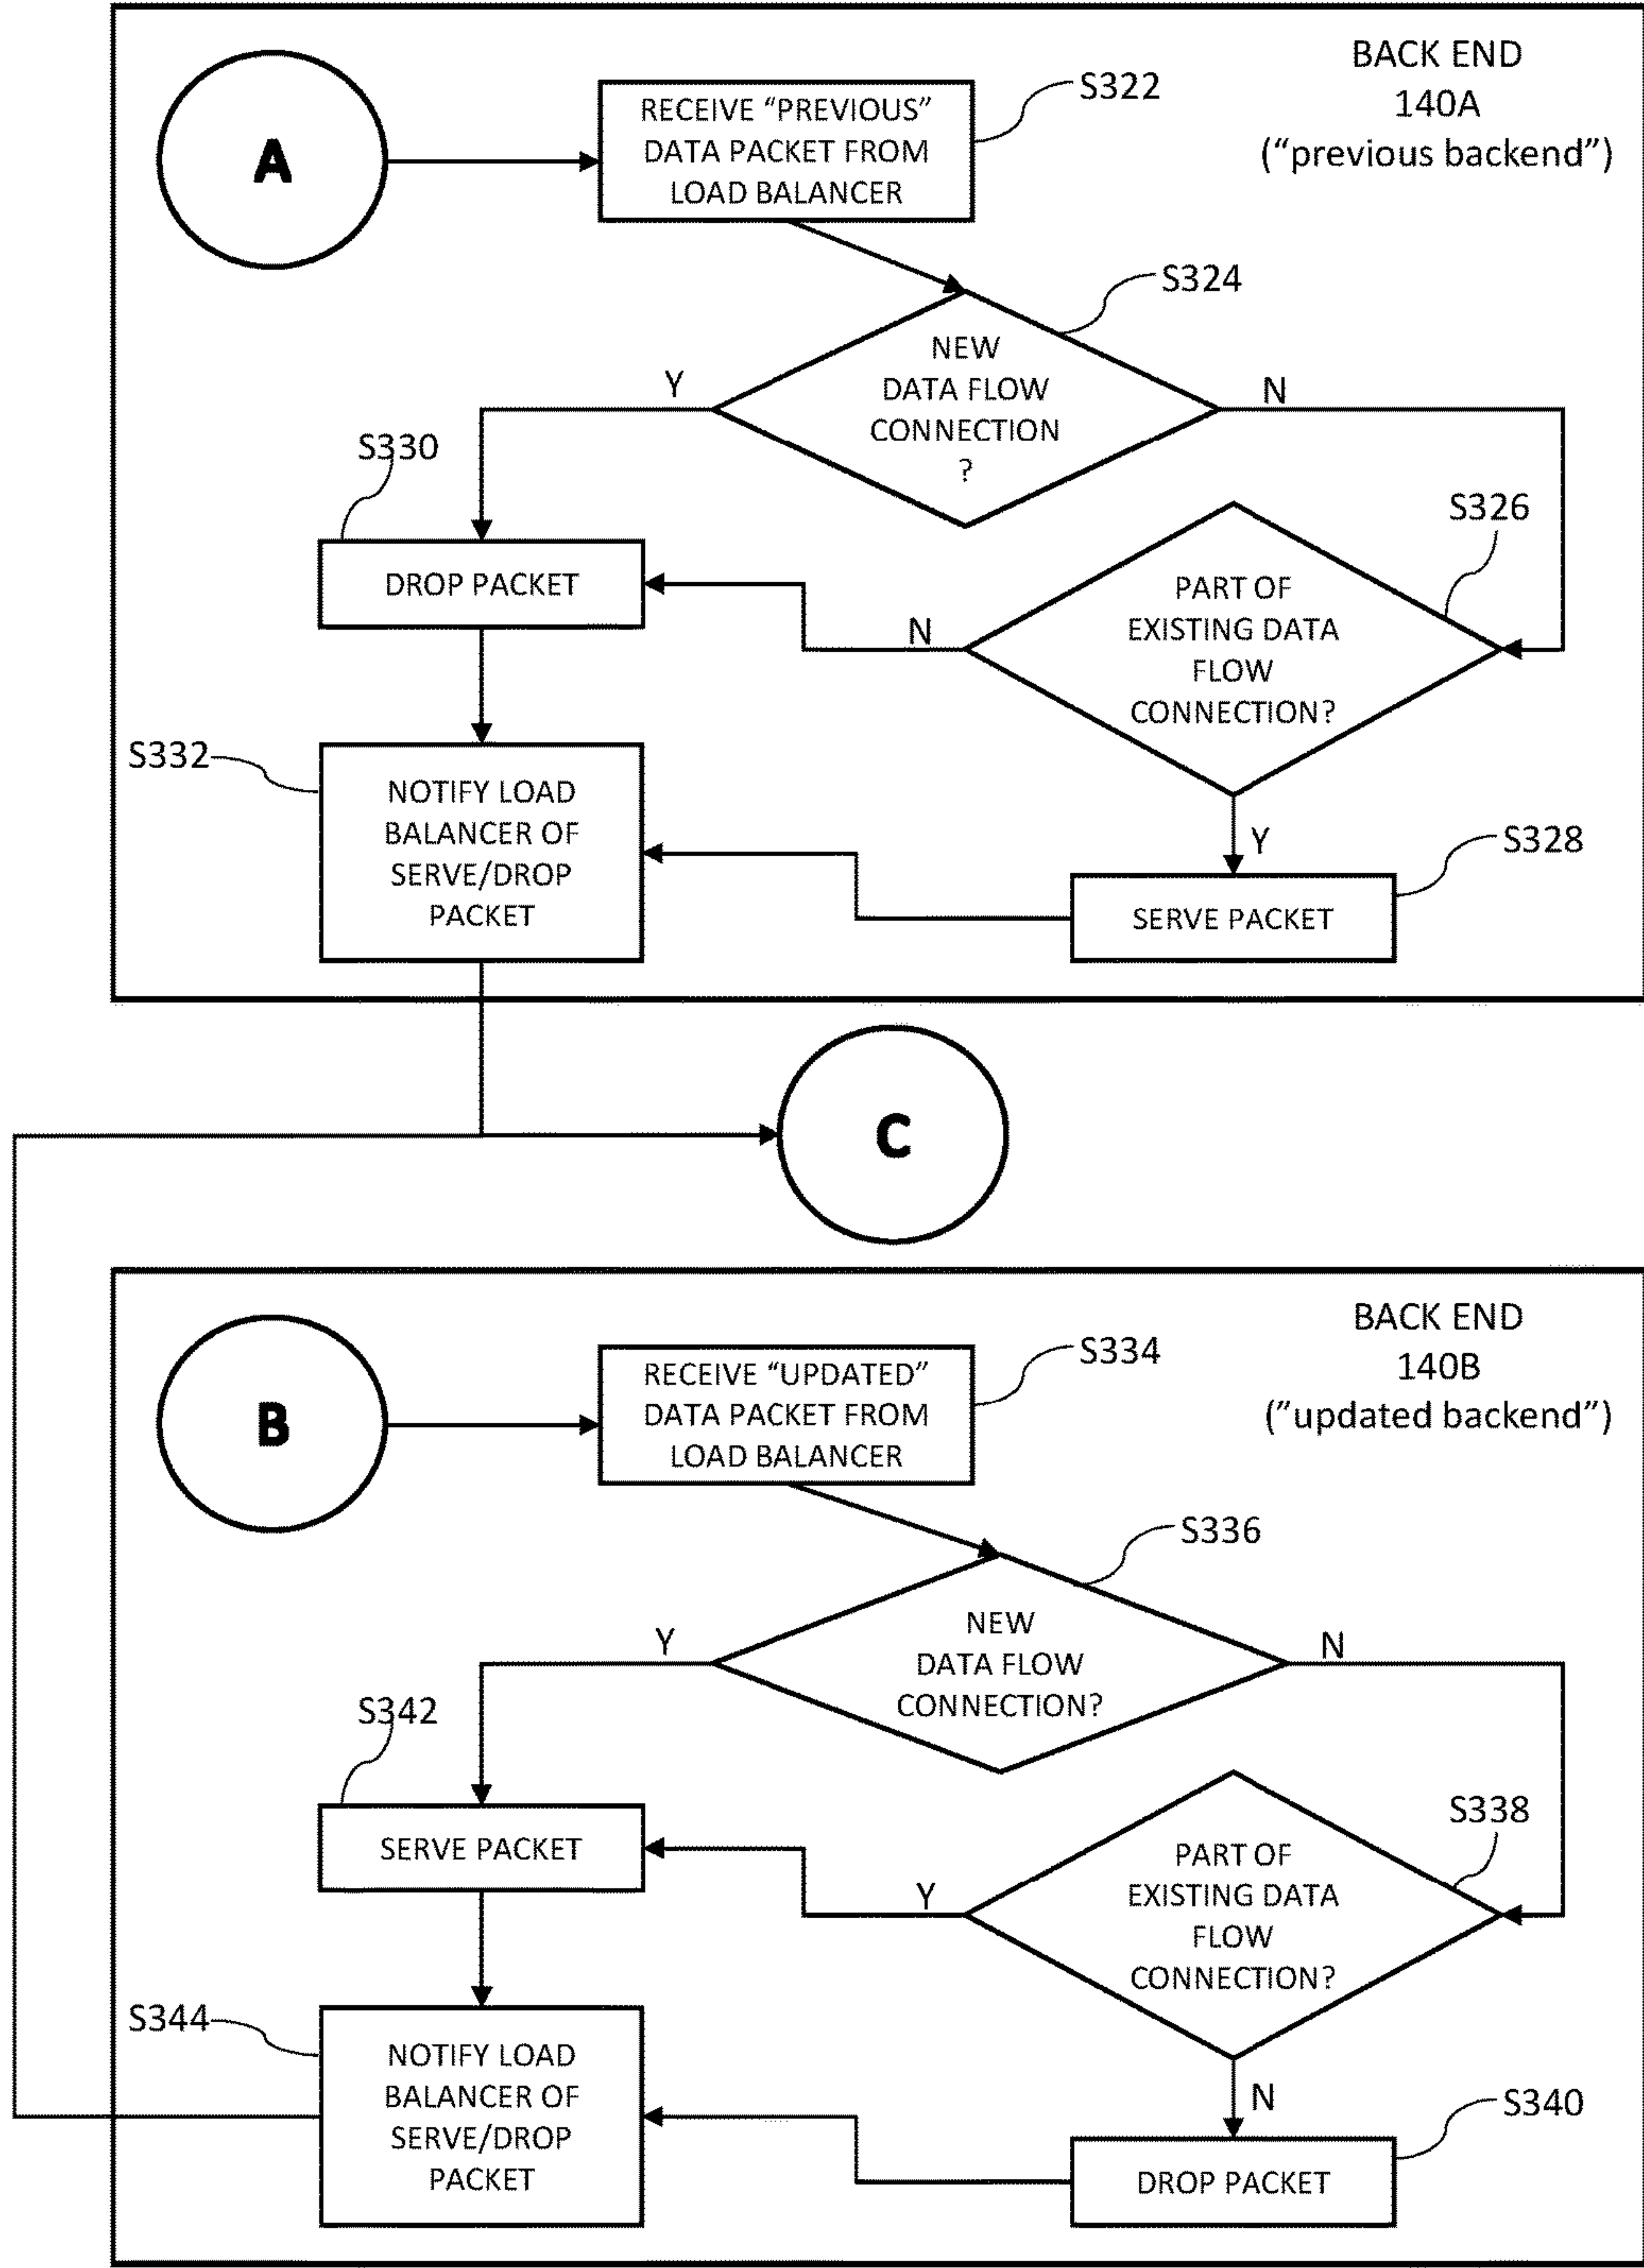 BACK END
140A
(“previous backend”)
A
RECEIVE “PREVIOUS”
DATA PACKET FROM
LOAD BALANCER
S322
S324
NEW
DATA FLOW
CONNECTION
?
Y
N
S330
DROP PACKET
S326
PART OF
EXISTING DATA
FLOW
CONNECTION?
N
Y
S332
NOTIFY LOAD
BALANCER OF
SERVE/DROP
PACKET
S328
SERVE PACKET
C
BACK END
140B
(”updated backend”)
B
RECEIVE “UPDATED”
DATA PACKET FROM
LOAD BALANCER
S334
S336
NEW
DATA FLOW
CONNECTION?
Y
N
S342
SERVE PACKET
S338
PART OF
EXISTING DATA
FLOW
CONNECTION?
Y
N
S344
NOTIFY LOAD
BALANCER OF
SERVE/DROP
PACKET
S340
DROP PACKET